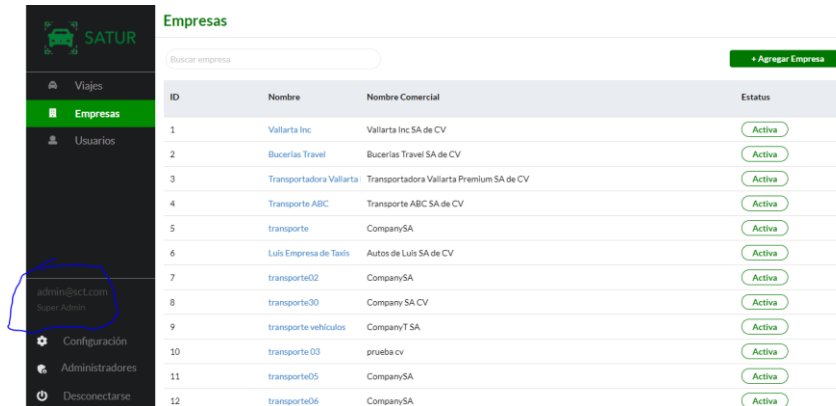 SATUR
Viajes
Empresas
Usuarios
admin@sct.com
Super Admin
Configuración
Administradores
Desconectarse
Empresas
Buscar empresa
+ Agregar Empresa
ID Nombre Nombre Comercial Estatus
1 Vallarta Inc Vallarta Inc SA de CV Activa
2 Bucerias Travel Bucerias Travel SA de CV Activa
3 Transportadora Vallarta Transportadora Vallarta Premium SA de CV Activa
4 Transporte ABC Transporte ABC SA de CV Activa
5 transporte CompanySA Activa
6 Luis Empresa de Taxis Autos de Luis SA de CV Activa
7 transporte02 CompanySA Activa
8 transporte30 Company SA CV Activa
9 transporte vehículos CompanyT SA Activa
10 transporte 03 prueba cv Activa
11 transporte05 CompanySA Activa
12 transporte06 CompanySA Activa